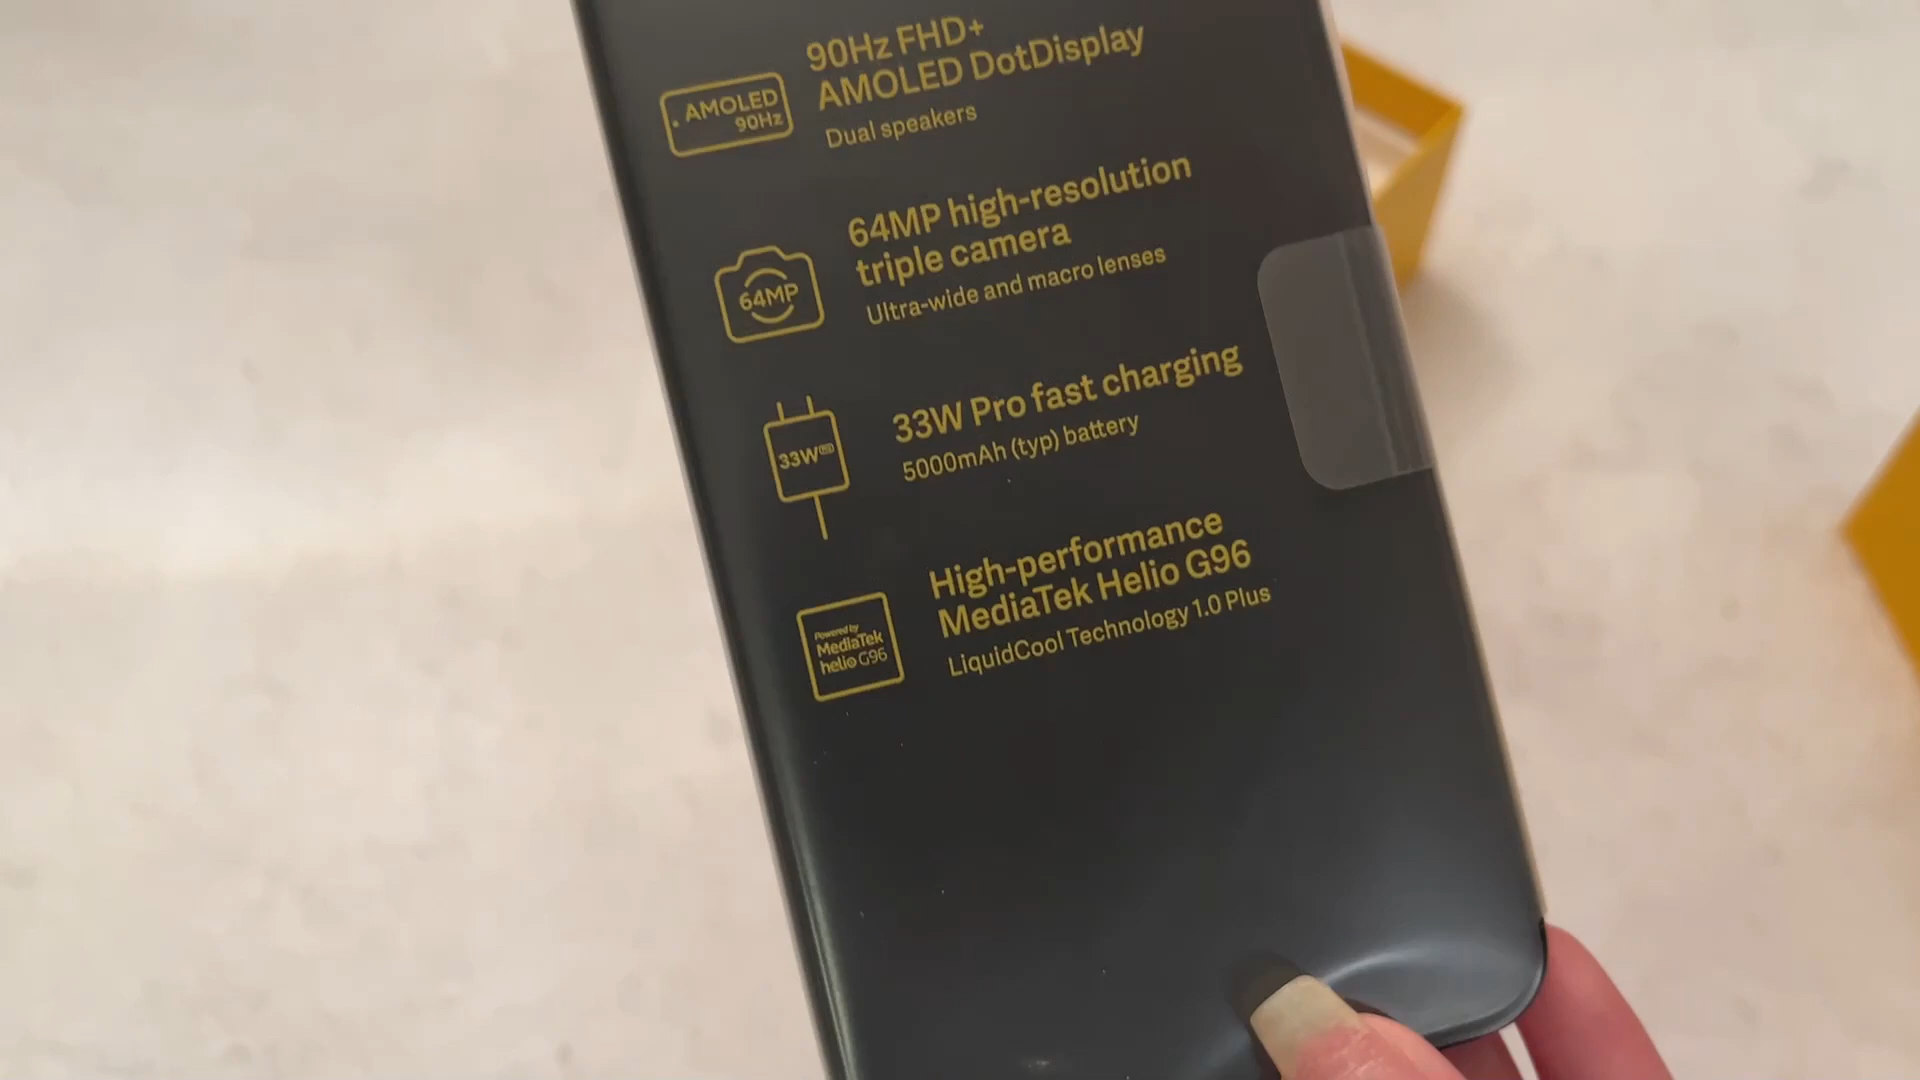 90Hz FHD+
AMOLED DotDisplay
Dual speakers
AMOLED
90Hz
64MP high-resolution
triple camera
Ultra-wide and macro lenses
64MP
33W Pro fast charging
5000mAh (typ) battery
33W
High-performance
MediaTek Helio G96
LiquidCool Technology 1.0 Plus
Powered by
MediaTek
helio G96